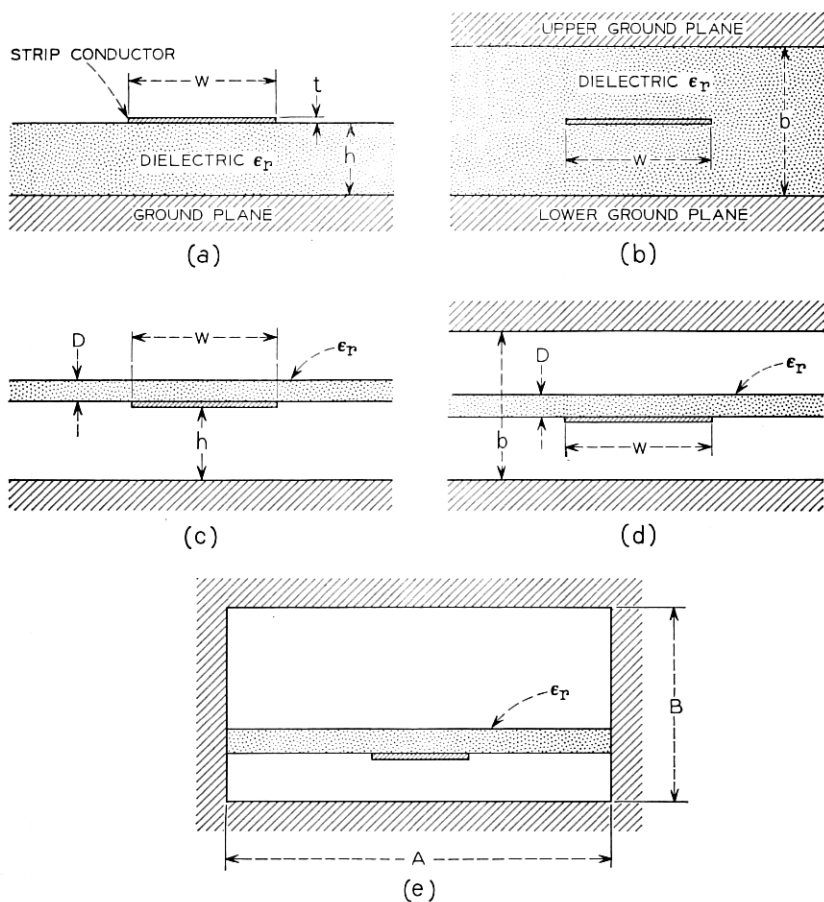 STRIP CONDUCTOR
W
t
DIELECTRIC εr
h
GROUND PLANE
(a)
UPPER GROUND PLANE
DIELECTRIC εr
b
W
LOWER GROUND PLANE
(b)
D
W
εr
h
(c)
D
εr
b
W
(d)
εr
B
A
(e)